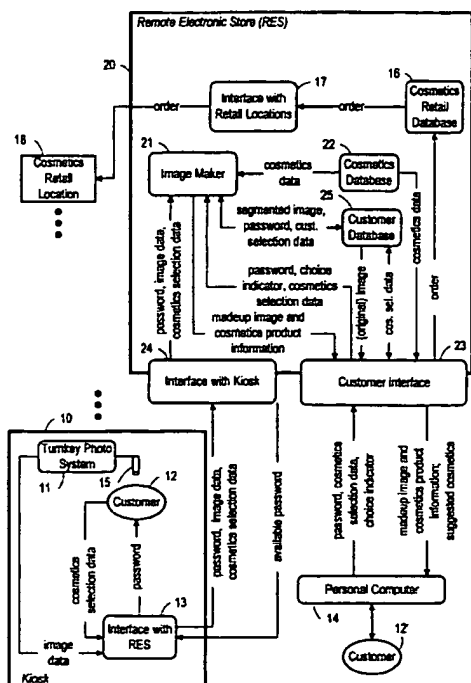 Remote Electronic Store (RES)
20
17
16
Interface with
Retail Locations
Cosmetics
Retail
Database
order
order
18
Cosmetics
Retail
Location
21
Image Maker
cosmetics
data
22
Cosmetics
Database
25
Customer
Database
segmented image,
password, cust.
selection data
password, image data,
cosmetics selection data
password, choice
indicator, cosmetics
selection data
madeup image and
cosmetics product
information
(original) image
cos. sel. data
cosmetics data
order
24
Interface with Kiosk
23
Customer interface
10
Turnkey Photo
System
11
15
12
Customer
cosmetics
selection data
password
13
Interface with
RES
image
data
Kiosk
password, image data,
cosmetics selection data
available password
password, cosmetics
selection data,
choice indicator
madeup image and
cosmetics product
information;
suggested cosmetics
Personal Computer
14
Customer
12'